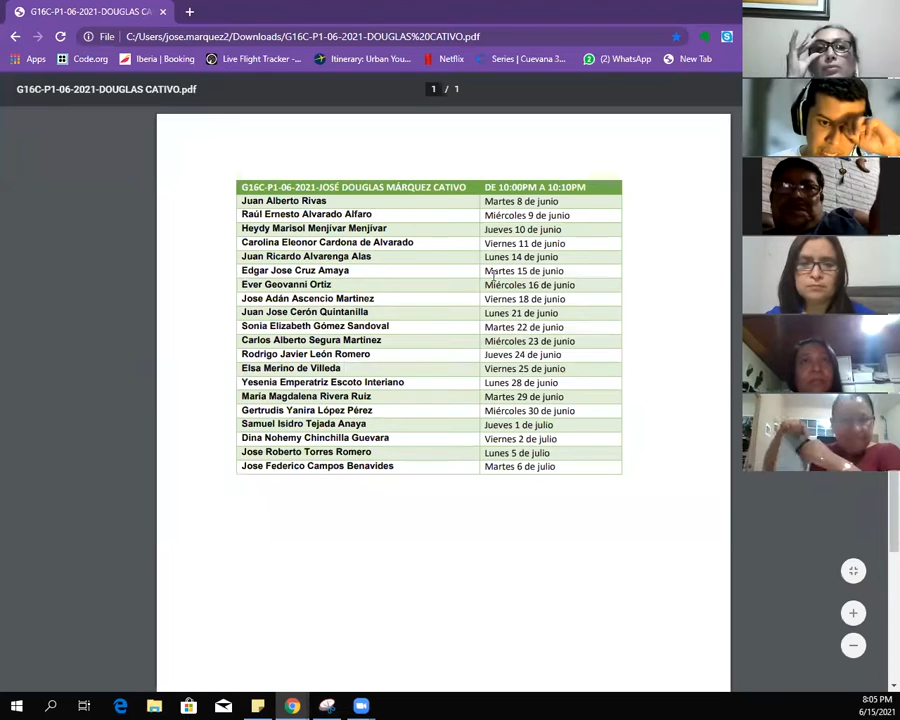 G16C-P1-06-2021-DOUGLAS CA
C:/Users/jose.marquez2/Downloads/G16C-P1-06-2021-DOUGLAS%20CATIVO.pdf
File
Apps Code.org Iberia | Booking Live Flight Tracker -... Itinerary: Urban You... Netflix Series | Cuevana 3... (2) WhatsApp New Tab
G16C-P1-06-2021-DOUGLAS CATIVO.pdf 1 / 1
G16C-P1-06-2021-JOSÉ DOUGLAS MÁRQUEZ CATIVO DE 10:00PM A 10:10PM
Juan Alberto Rivas Martes 8 de junio
Raúl Ernesto Alvarado Alfaro Miércoles 9 de junio
Heydy Marisol Menjívar Menjívar Jueves 10 de junio
Carolina Eleonor Cardona de Alvarado Viernes 11 de junio
Juan Ricardo Alvarenga Alas Lunes 14 de junio
Edgar Jose Cruz Amaya Martes 15 de junio
Ever Geovanni Ortiz Miércoles 16 de junio
Jose Adán Ascencio Martinez Viernes 18 de junio
Juan Jose Cerón Quintanilla Lunes 21 de junio
Sonia Elizabeth Gómez Sandoval Martes 22 de junio
Carlos Alberto Segura Martínez Miércoles 23 de junio
Rodrigo Javier León Romero Jueves 24 de junio
Elsa Merino de Villeda Viernes 25 de junio
Yesenia Emperatriz Escoto Interiano Lunes 28 de junio
María Magdalena Rivera Ruiz Martes 29 de junio
Gertrudis Yanira López Pérez Miércoles 30 de junio
Samuel Isidro Tejada Anaya Jueves 1 de julio
Dina Nohemy Chinchilla Guevara Viernes 2 de julio
Jose Roberto Torres Romero Lunes 5 de julio
Jose Federico Campos Benavides Martes 6 de julio
8:05 PM
6/15/2021